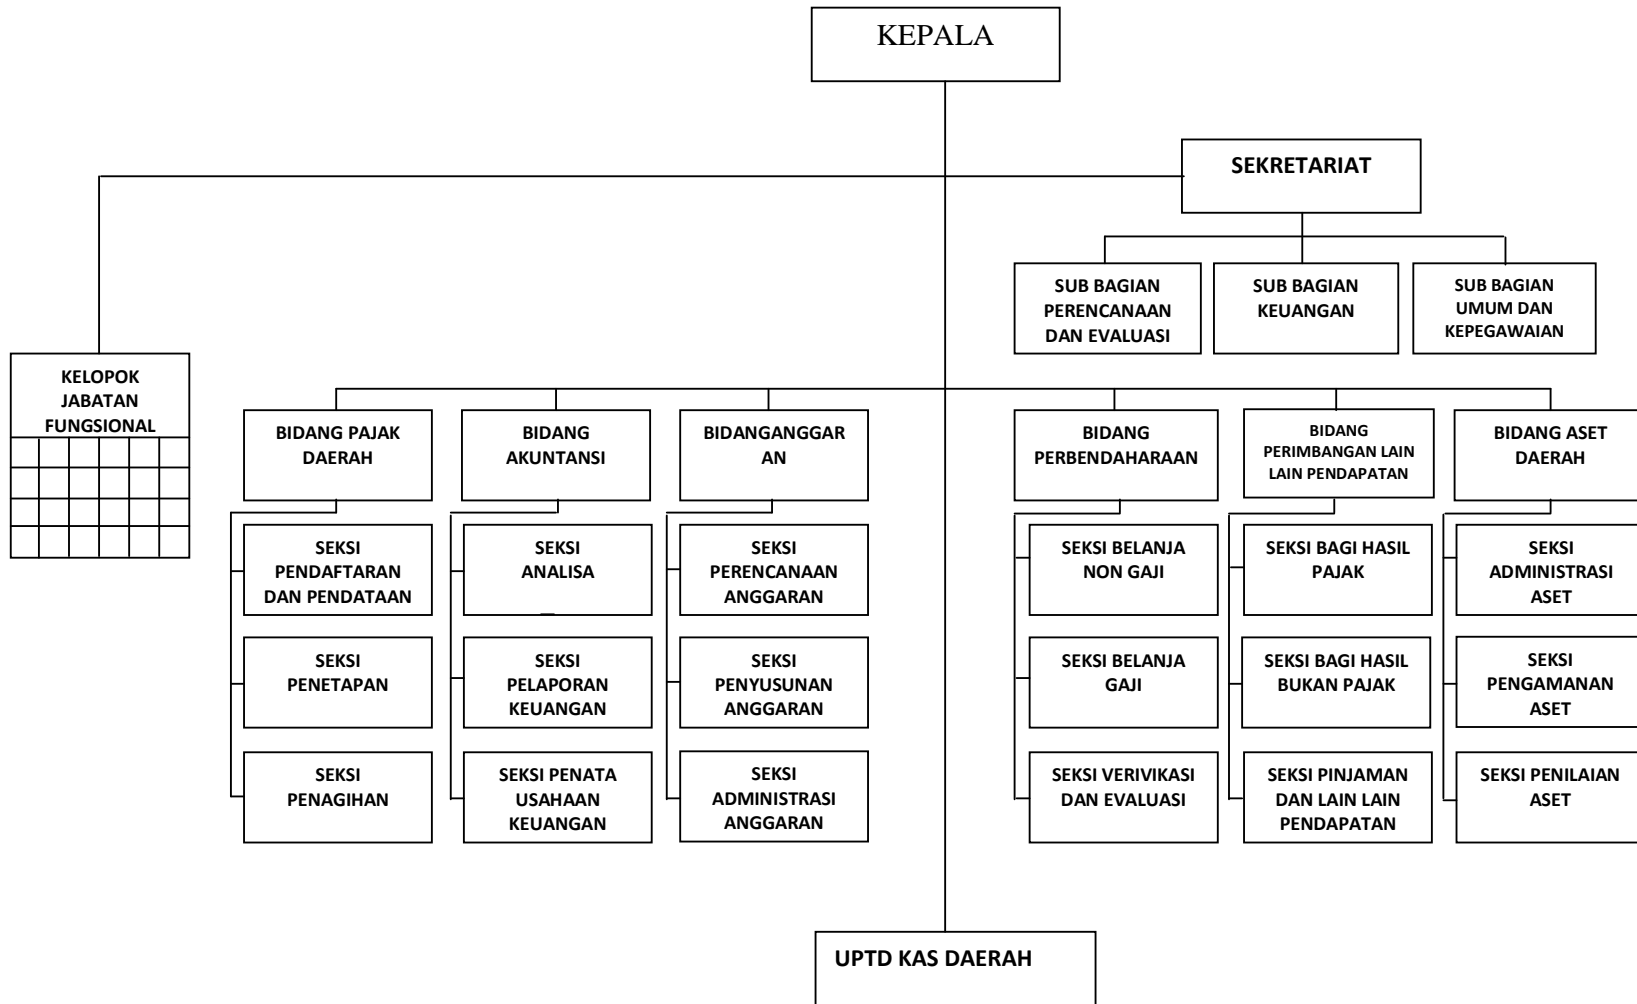 KEPALA
SEKRETARIAT
SUB BAGIAN
PERENCANAAN
DAN EVALUASI
SUB BAGIAN
KEUANGAN
SUB BAGIAN
UMUM DAN
KEPEGAWAIAN
KELOPOK
JABATAN
FUNGSIONAL
BIDANG PAJAK
DAERAH
BIDANG
AKUNTANSI
BIDANGANGGAR
AN
BIDANG
PERBENDAHARAAN
BIDANG
PERIMBANGAN LAIN
LAIN PENDAPATAN
BIDANG ASET
DAERAH
SEKSI
PENDAFTARAN
DAN PENDATAAN
SEKSI
ANALISA
SEKSI
PERENCANAAN
ANGGARAN
SEKSI BELANJA
NON GAJI
SEKSI BAGI HASIL
PAJAK
SEKSI
ADMINISTRASI
ASET
SEKSI
PENETAPAN
SEKSI
PELAPORAN
KEUANGAN
SEKSI
PENYUSUNAN
ANGGARAN
SEKSI BELANJA
GAJI
SEKSI BAGI HASIL
BUKAN PAJAK
SEKSI
PENGAMANAN
ASET
SEKSI
PENAGIHAN
SEKSI PENATA
USAHAAN
KEUANGAN
SEKSI
ADMINISTRASI
ANGGARAN
SEKSI VERIVIKASI
DAN EVALUASI
SEKSI PINJAMAN
DAN LAIN LAIN
PENDAPATAN
SEKSI PENILAIAN
ASET
UPTD KAS DAERAH